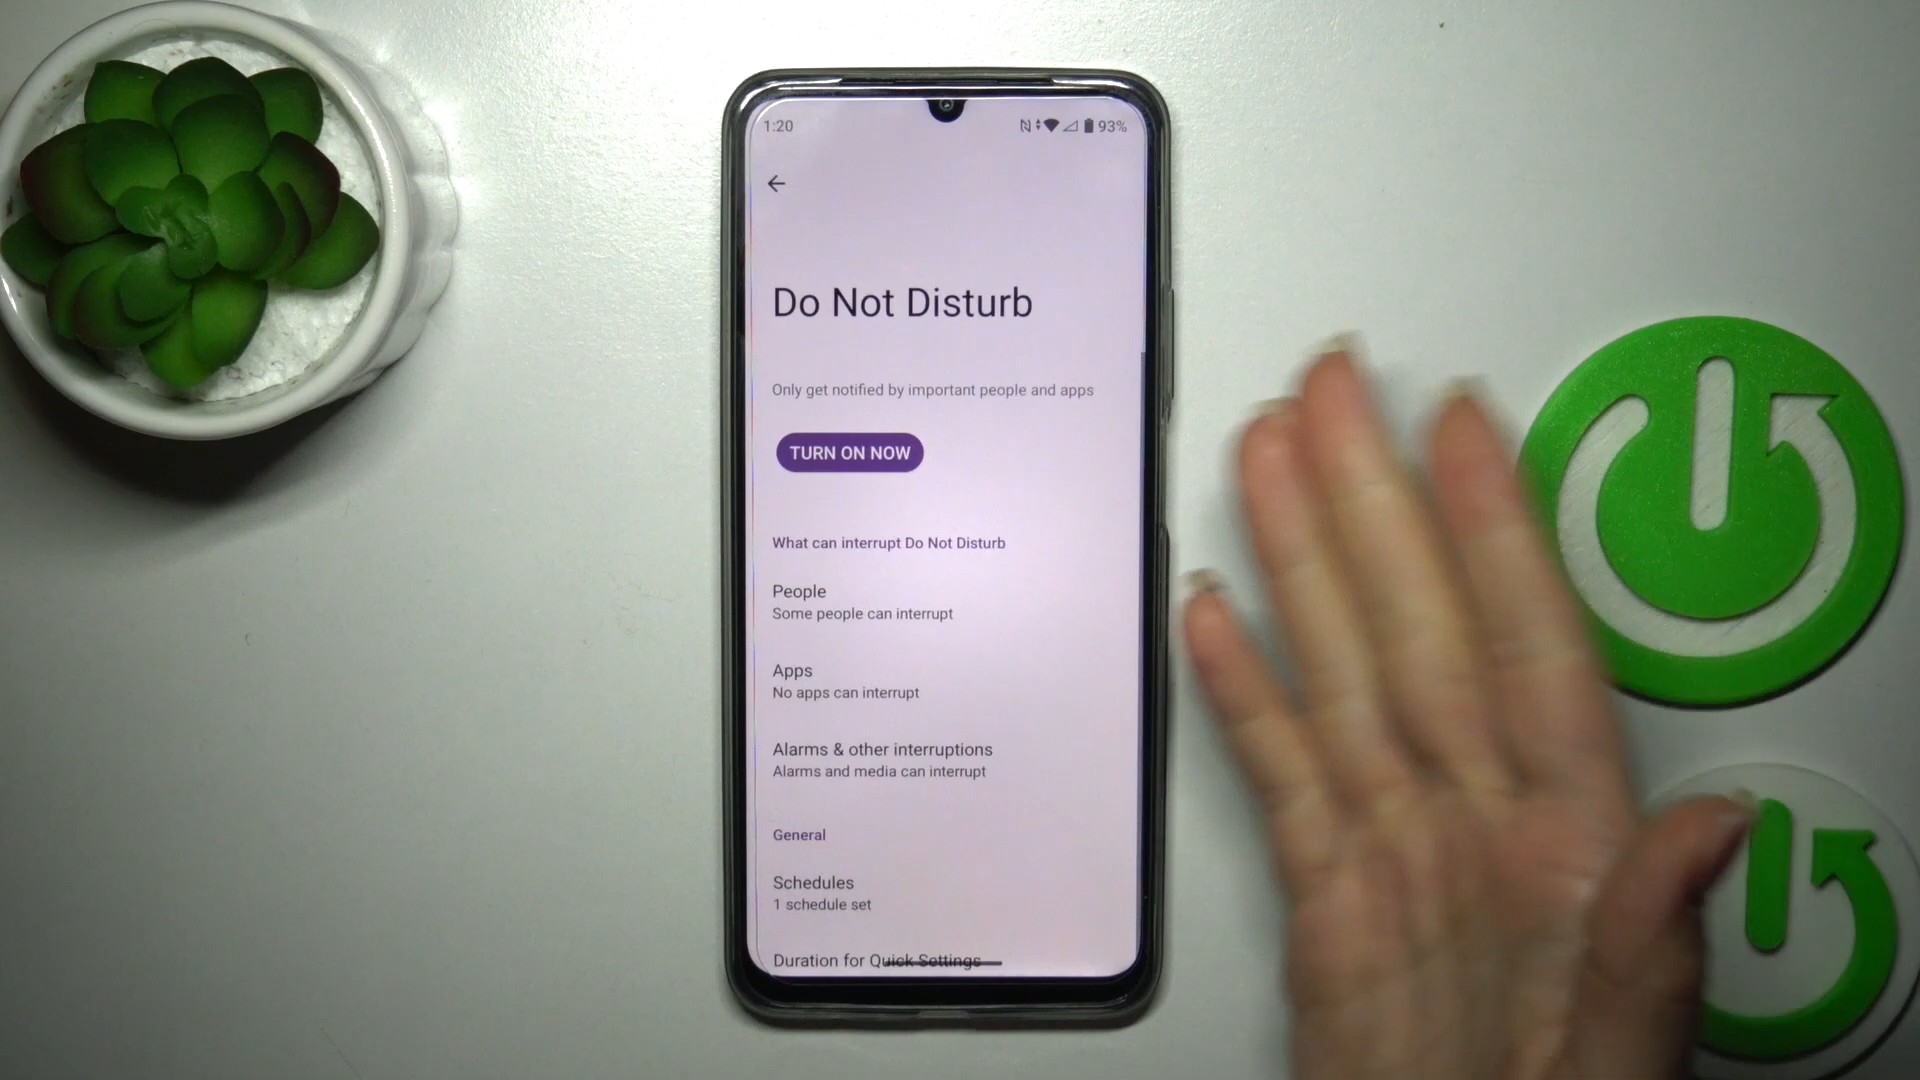 1:20
93%
Do Not Disturb
Only get notified by important people and apps
TURN ON NOW
What can interrupt Do Not Disturb
People
Some people can interrupt
Apps
No apps can interrupt
Alarms & other interruptions
Alarms and media can interrupt
General
Schedules
1 schedule set
Duration for Quick Settings